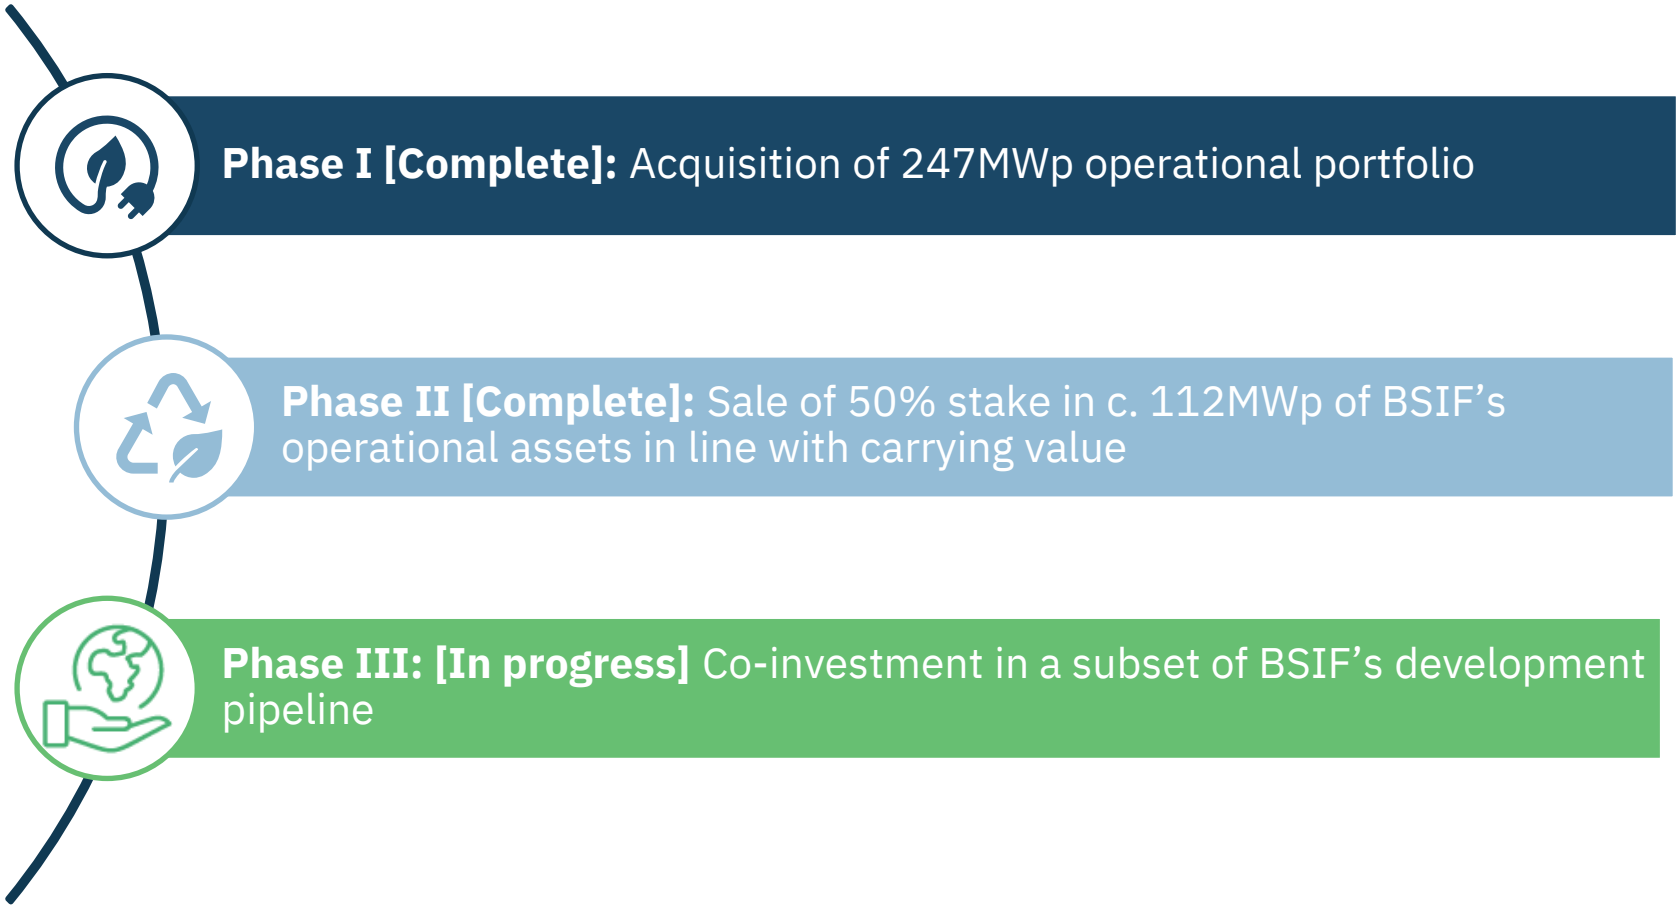 Phase I [Complete]: Acquisition of 247MWp operational portfolio
Phase II [Complete]: Sale of 50% stake in c. 112MWp of BSIF’s
operational assets in line with carrying value
Phase III: [In progress] Co-investment in a subset of BSIF’s development
pipeline